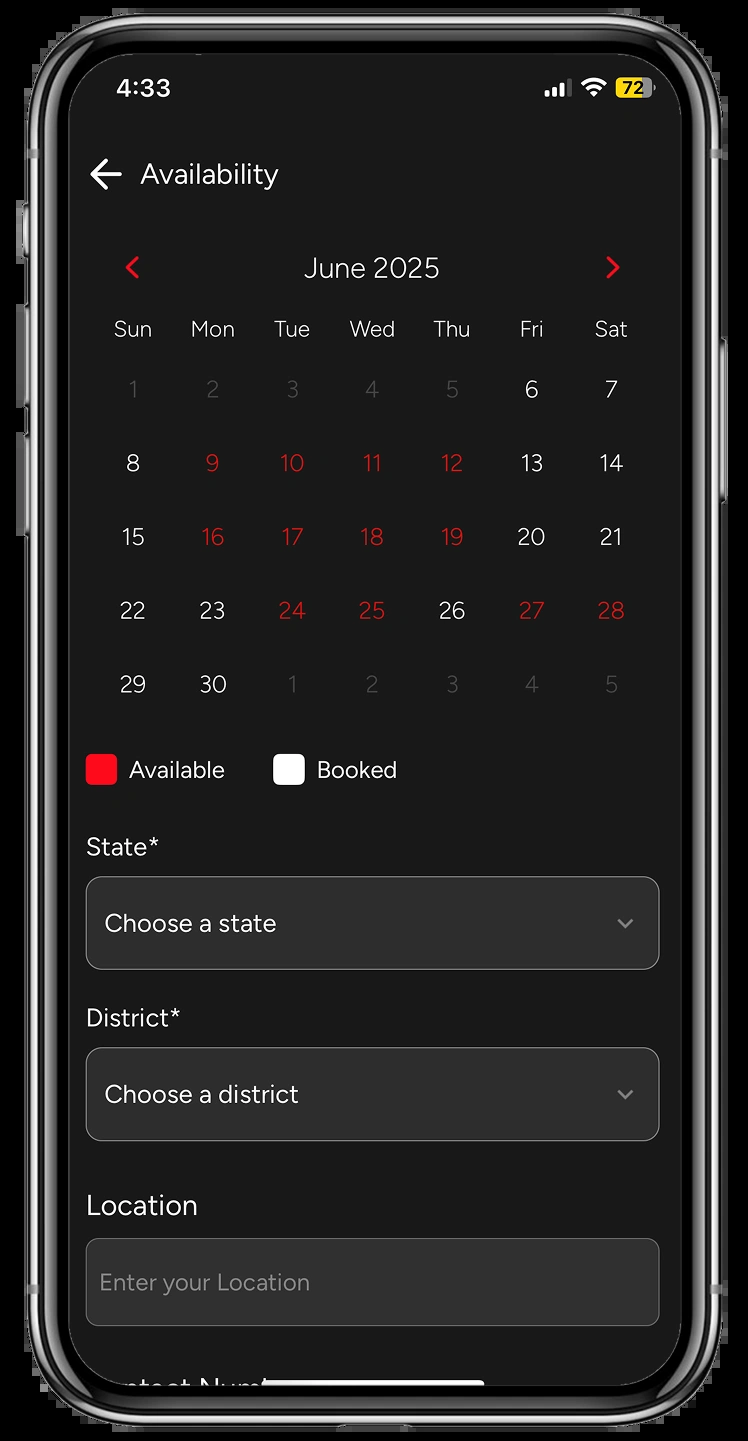 4:33 72
Availability
June 2025
Sun Mon Tue Wed Thu Fri Sat
1 2 3 4 5 6 7
8 9 10 11 12 13 14
15 16 17 18 19 20 21
22 23 24 25 26 27 28
29 30 1 2 3 4 5
Available Booked
State*
Choose a state
District*
Choose a district
Location
Enter your Location